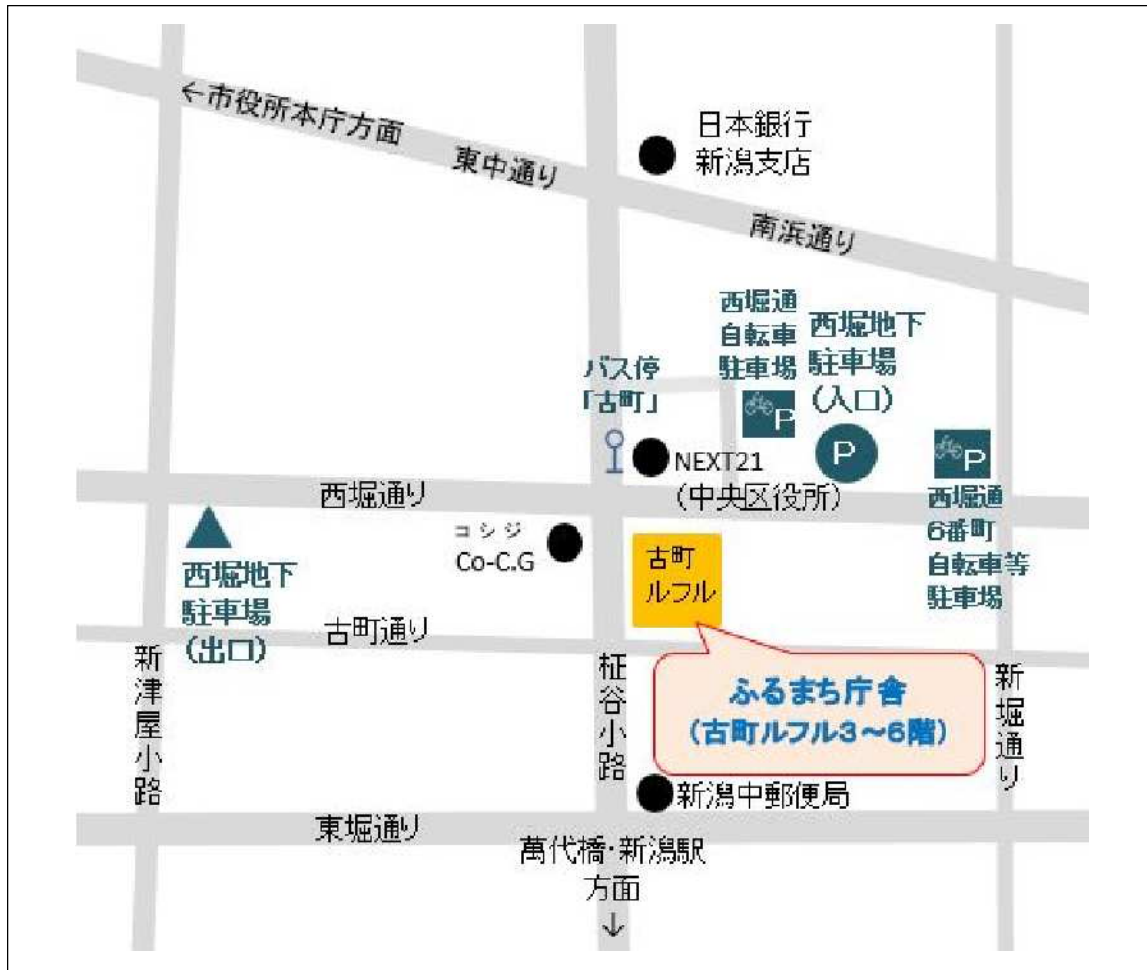 ←市役所本庁方面
東中通り
日本銀行
新潟支店
南浜通り
西堀通
自転車
駐車場
西堀地下
駐車場
(入口)
バス停
「古町」
P
P
P
NEXT21
(中央区役所)
西堀通り
西堀通
6番町
自転車等
駐車場
コシジ
Co-C.G
古町
ルフル
西堀地下
駐車場
(出口)
古町通り
新津屋小路
柾谷小路
ふるまち庁舎
(古町ルフル3~6階)
新堀通り
新潟中郵便局
東堀通り
萬代橋・新潟駅
方面
↓